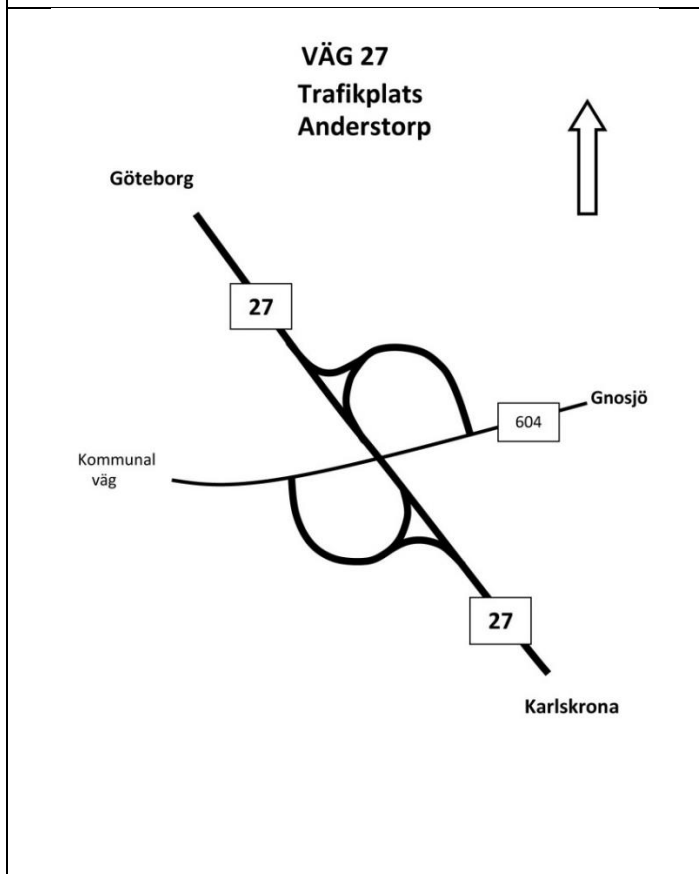 VÄG 27
Trafikplats
Anderstorp
Göteborg
27
Gnosjö
604
Kommunal
väg
27
Karlskrona